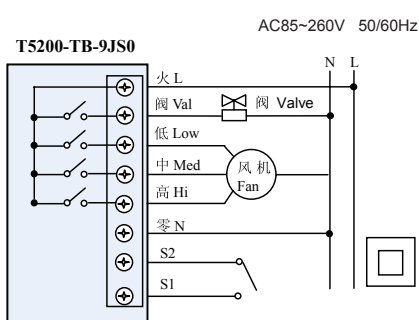 AC85~260V 50/60Hz
T5200-TB-9JS0
N L
火 L
阀 Val
阀 Valve
低 Low
中 Med
风 机
Fan
高 Hi
零 N
S2
S1